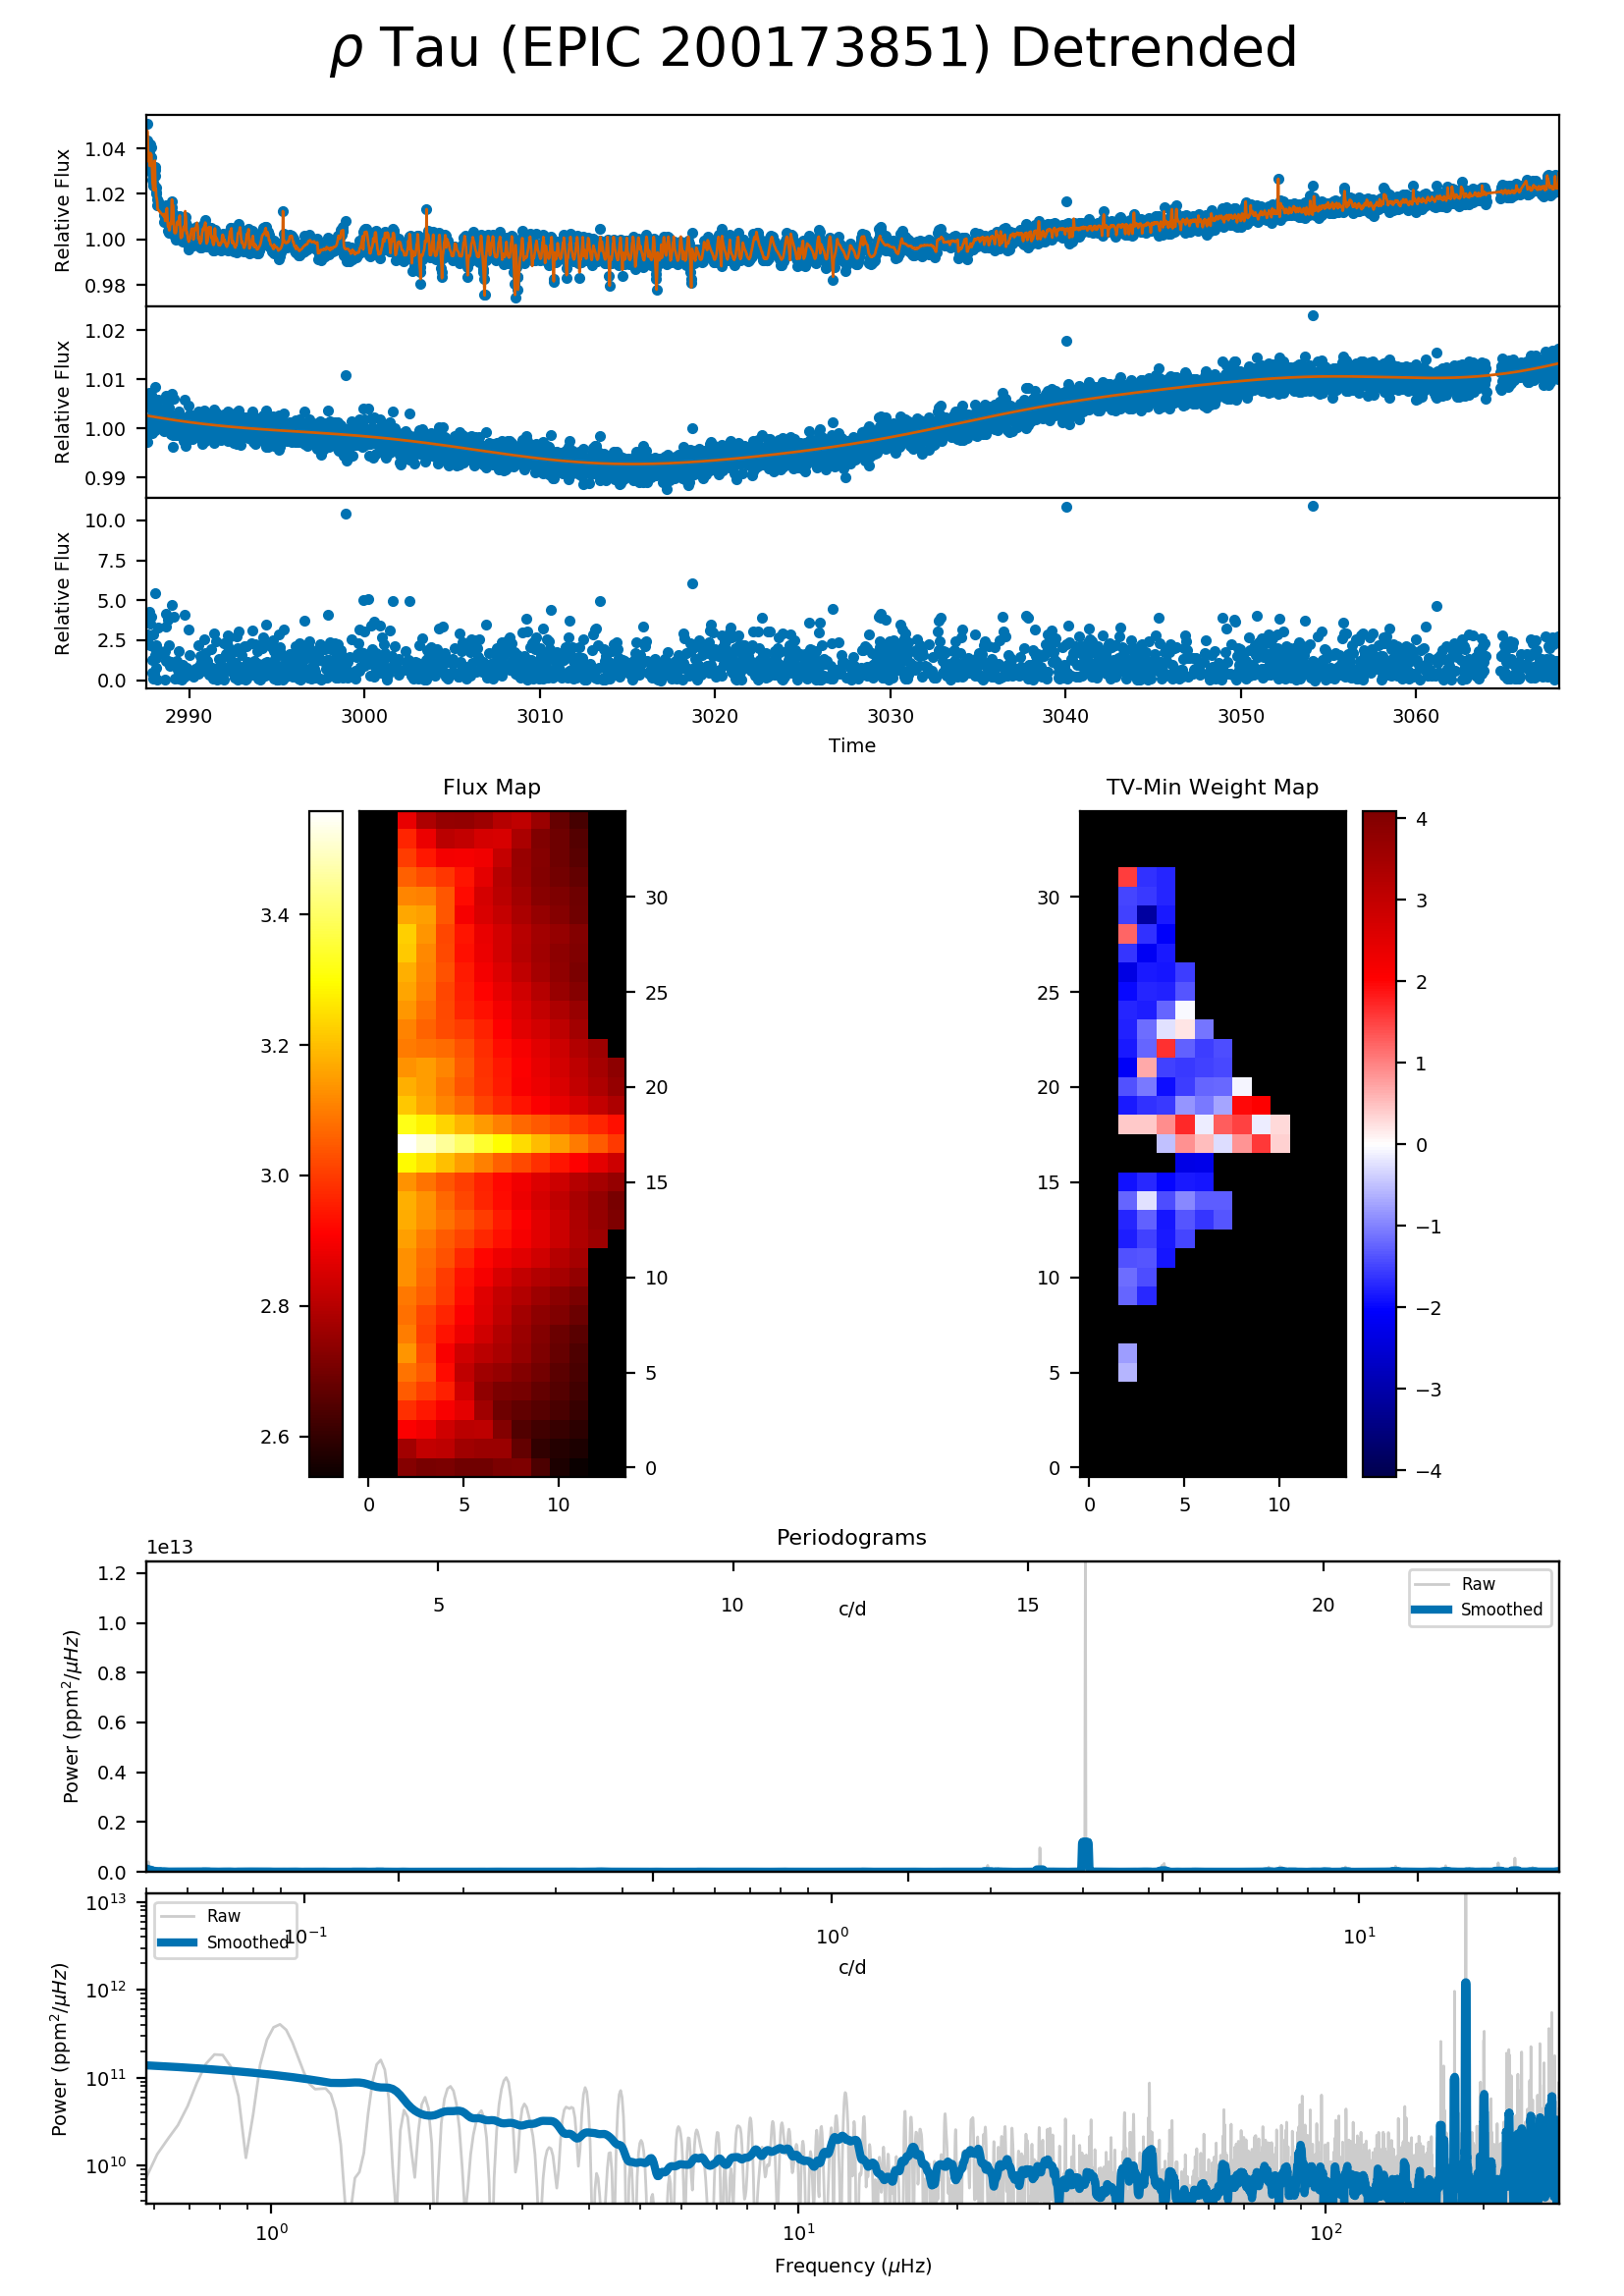 ρ Tau (EPIC 200173851) Detrended
Relative Flux
1.04
1.02
1.00
0.98
Relative Flux
1.02
1.01
1.00
0.99
Relative Flux
10.0
7.5
5.0
2.5
0.0
2990 3000 3010 3020 3030 3040 3050 3060
Time
Flux Map
3.4
3.2
3.0
2.8
2.6
30
25
20
15
10
5
0
0 5 10
TV-Min Weight Map
30
25
20
15
10
5
0
0 5 10
4
3
2
1
0
−1
−2
−3
−4
Periodograms
1e13
Power (ppm²/μHz)
1.2
1.0
0.8
0.6
0.4
0.2
0.0
5 10 15 20
c/d
Raw
Smoothed
Power (ppm²/μHz)
10¹³
10¹²
10¹¹
10¹⁰
Raw
Smoothed
10⁻¹ 10⁰ 10¹
c/d
10⁰ 10¹ 10²
Frequency (μHz)